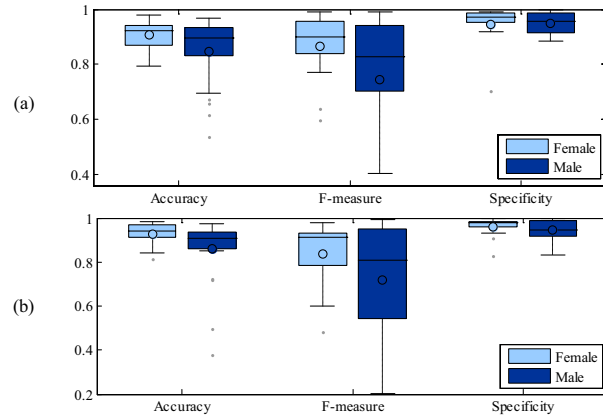 (a)
1
0.8
0.6
0.4
Female
Male
Accuracy
F-measure
Specificity
(b)
1
0.8
0.6
0.4
0.2
Female
Male
Accuracy
F-measure
Specificity